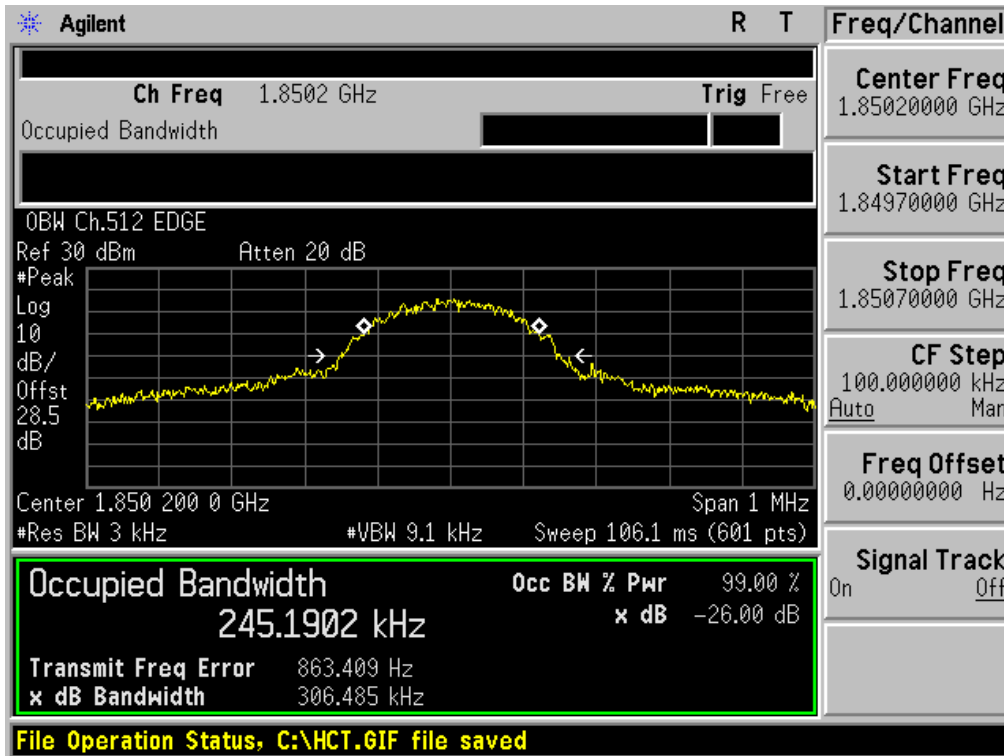 Agilent R T
Ch Freq 1.8502 GHz Trig Free
Occupied Bandwidth
OBW Ch.512 EDGE
Ref 30 dBm Atten 20 dB
#Peak
Log
10
dB/
Offst
28.5
dB
Center 1.850 200 0 GHz Span 1 MHz
#Res BW 3 kHz #VBW 9.1 kHz Sweep 106.1 ms (601 pts)
Occupied Bandwidth Occ BW % Pwr 99.00 %
245.1902 kHz x dB -26.00 dB
Transmit Freq Error 863.409 Hz
x dB Bandwidth 306.485 kHz
File Operation Status, C:\HCT.GIF file saved
Freq/Channel
Center Freq
1.85020000 GHz
Start Freq
1.84970000 GHz
Stop Freq
1.85070000 GHz
CF Step
100.000000 kHz
Auto Man
Freq Offset
0.00000000 Hz
Signal Track
On Off